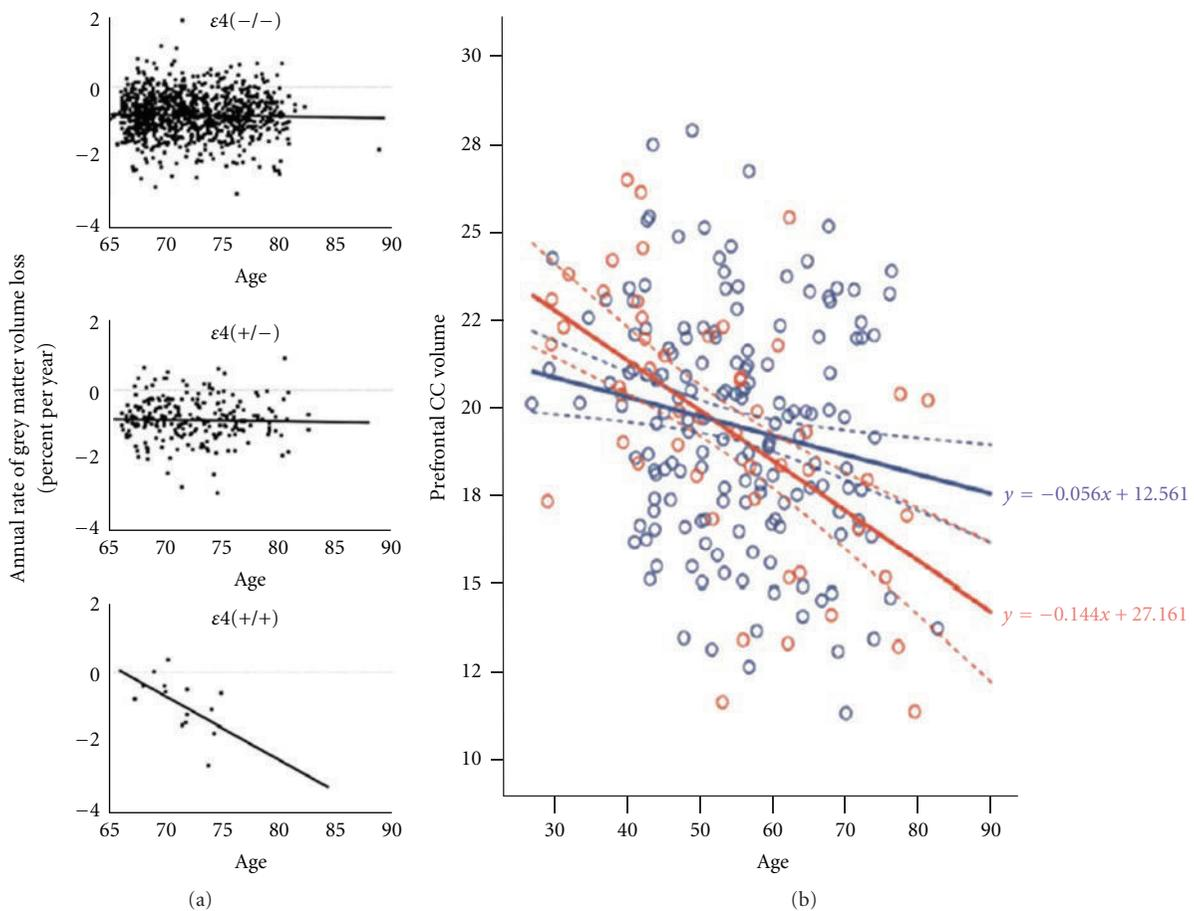 Annual rate of grey matter volume loss
(percent per year)
ε4(−/−)
2
0
−2
−4
65 70 75 80 85 90
Age
ε4(+/−)
2
0
−2
−4
65 70 75 80 85 90
Age
ε4(+/+)
2
0
−2
−4
65 70 75 80 85 90
Age
(a)
Prefrontal CC volume
30
28
25
22
20
18
15
12
10
y = −0.056x + 12.561
y = −0.144x + 27.161
30 40 50 60 70 80 90
Age
(b)